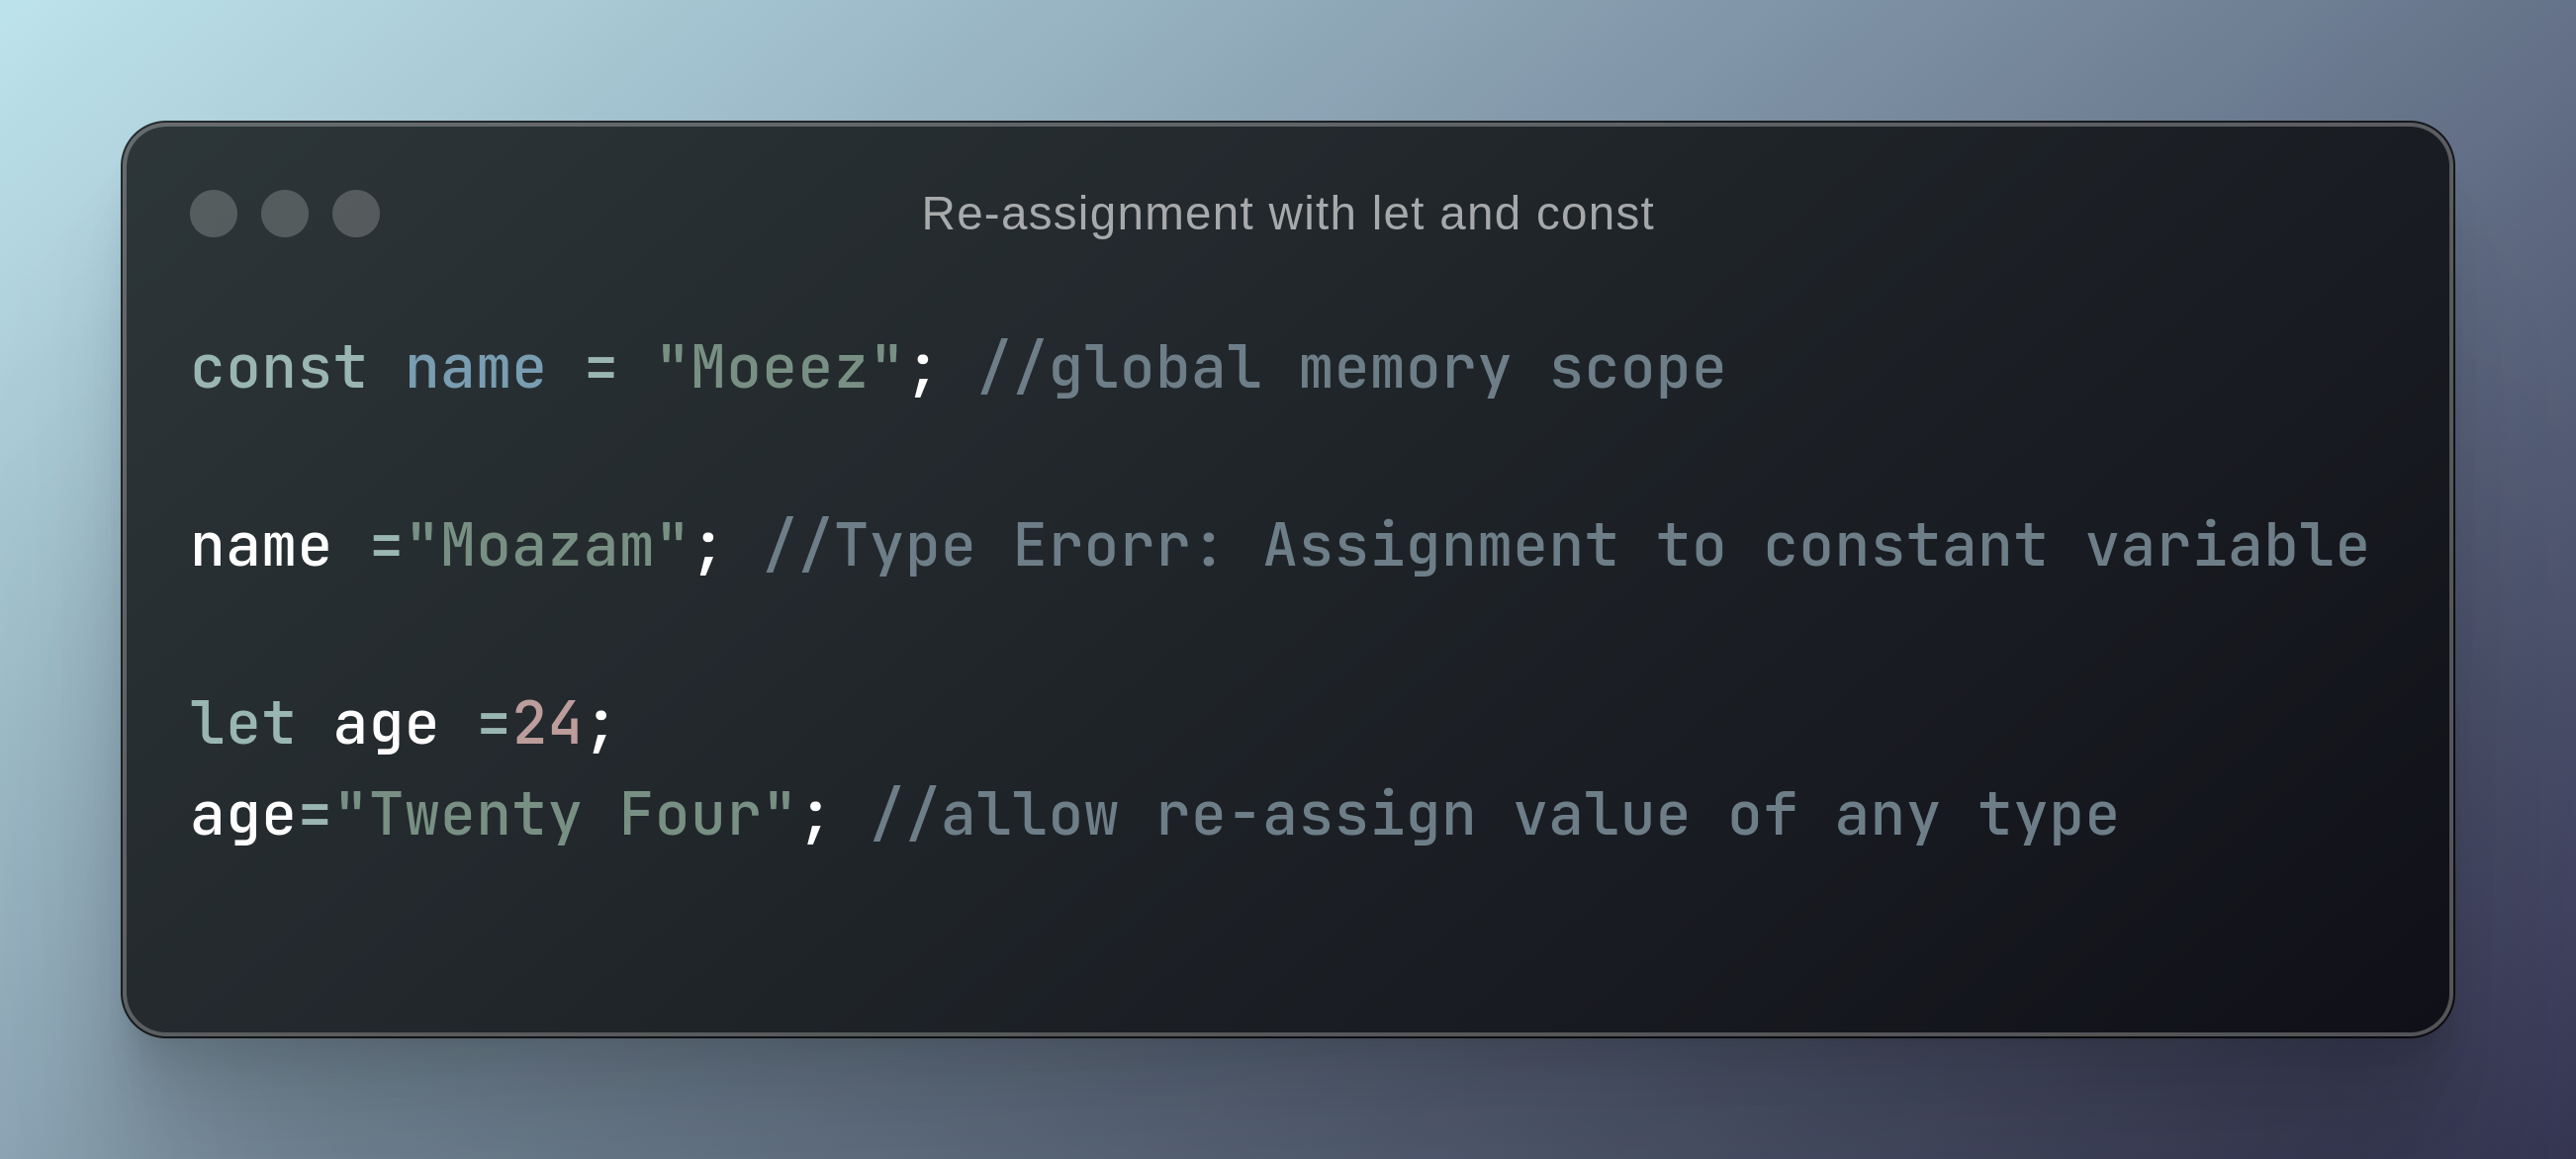 Re-assignment with let and const
const name = "Moeez"; //global memory scope
name ="Moazam"; //Type Erorr: Assignment to constant variable
let age =24;
age="Twenty Four"; //allow re-assign value of any type